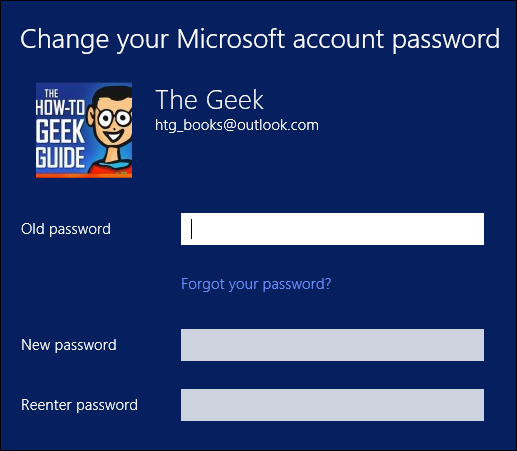 Change your Microsoft account password
THE
HOW-TO
GEEK
GUIDE
The Geek
htg_books@outlook.com
Old password
Forgot your password?
New password
Reenter password